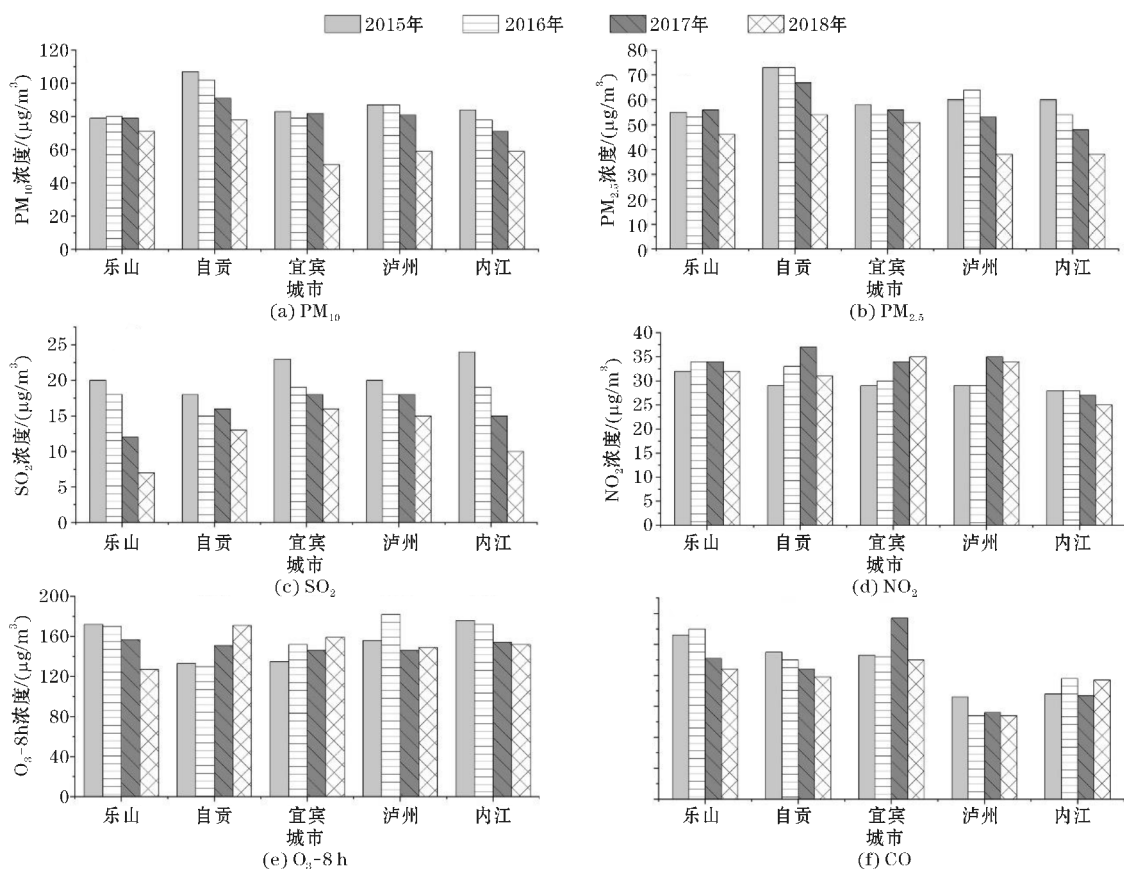 2015年 2016年 2017年 2018年
PM₁₀浓度/(μg/m³)
120
100
80
60
40
20
0
乐山 自贡 宜宾 泸州 内江
城市
(a) PM₁₀
PM₂.₅浓度/(μg/m³)
80
70
60
50
40
30
20
10
0
乐山 自贡 宜宾 泸州 内江
城市
(b) PM₂.₅
SO₂浓度/(μg/m³)
25
20
15
10
5
0
乐山 自贡 宜宾 泸州 内江
城市
(c) SO₂
NO₂浓度/(μg/m³)
40
35
30
25
20
15
10
5
0
乐山 自贡 宜宾 泸州 内江
城市
(d) NO₂
O₃-8h浓度/(μg/m³)
200
160
120
80
40
0
乐山 自贡 宜宾 泸州 内江
城市
(e) O₃-8 h
乐山 自贡 宜宾 泸州 内江
城市
(f) CO